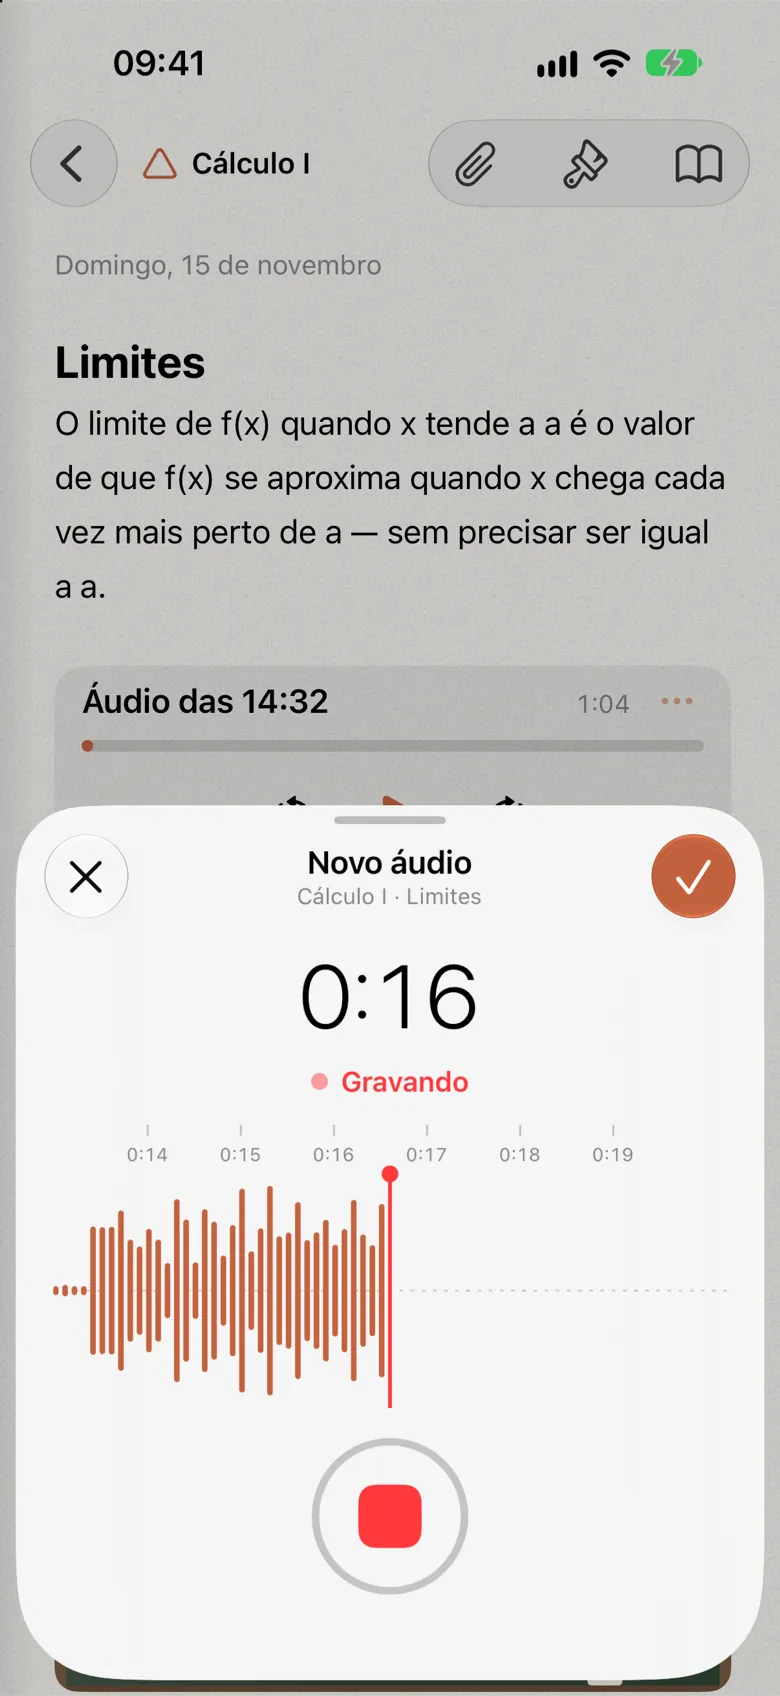 09:41
Cálculo I
Domingo, 15 de novembro
Limites
O limite de f(x) quando x tende a a é o valor
de que f(x) se aproxima quando x chega cada
vez mais perto de a — sem precisar ser igual
a a.
Áudio das 14:32
1:04
Novo áudio
Cálculo I · Limites
0:16
Gravando
0:14 0:15 0:16 0:17 0:18 0:19